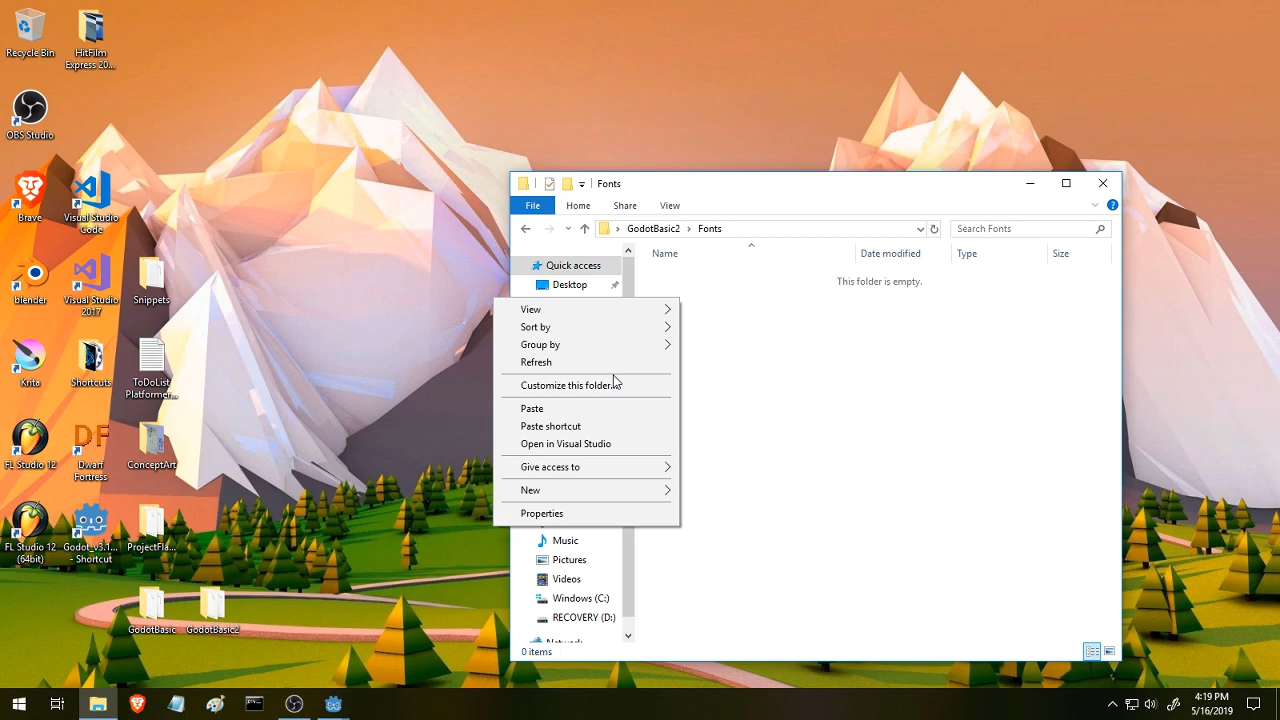 Recycle Bin
HitFilm
Express 20...
OBS Studio
Brave
Visual Studio
Code
blender
Visual Studio
2017
Snippets
Krita
Shortcuts
ToDoList
Platformer...
FL Studio 12
Dwarf
Fortress
ConceptArt
FL Studio 12
(64bit)
Godot_v3.1...
- Shortcut
ProjectFla...
GodotBasic
GodotBasic2
Fonts
File
Home
Share
View
GodotBasic2
Fonts
Search Fonts
Name
Date modified
Type
Size
This folder is empty.
Quick access
Desktop
View
Sort by
Group by
Refresh
Customize this folder...
Paste
Paste shortcut
Open in Visual Studio
Give access to
New
Properties
Music
Pictures
Videos
Windows (C:)
RECOVERY (D:)
Network
0 items
4:19 PM
5/16/2019